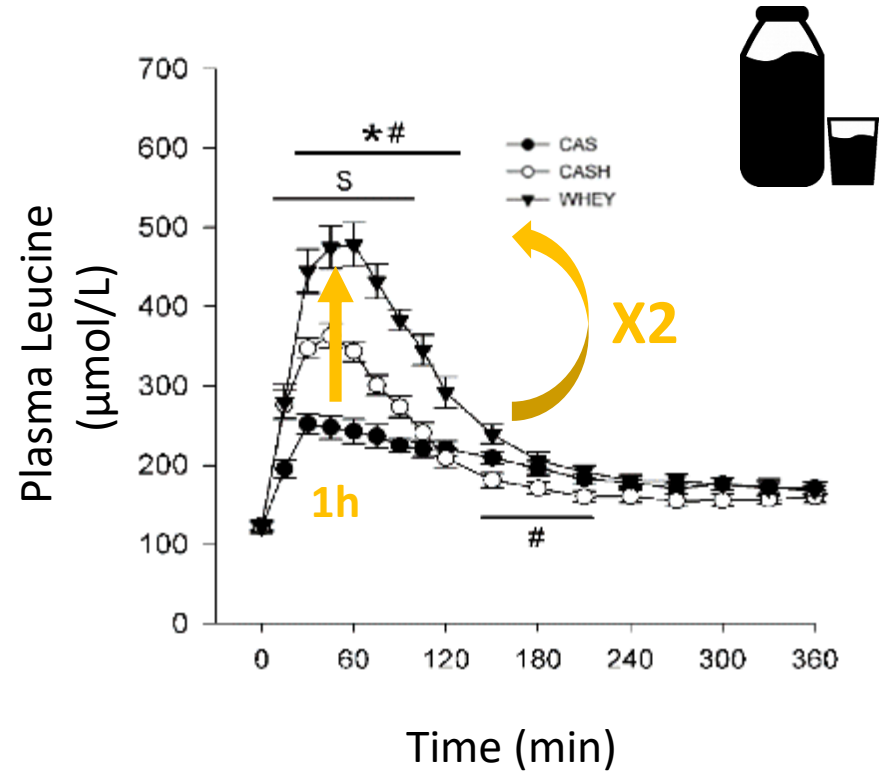 700
600
500
400
300
200
100
0
Plasma Leucine
(µmol/L)
*#
S
CAS
CASH
WHEY
X2
1h
#
0 60 120 180 240 300 360
Time (min)